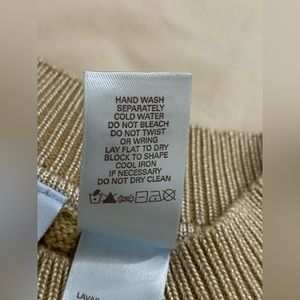 HAND WASH
SEPARATELY
COLD WATER
DO NOT BLEACH
DO NOT TWIST
OR WRING
LAY FLAT TO DRY
BLOCK TO SHAPE
COOL IRON
IF NECESSARY
DO NOT DRY CLEAN